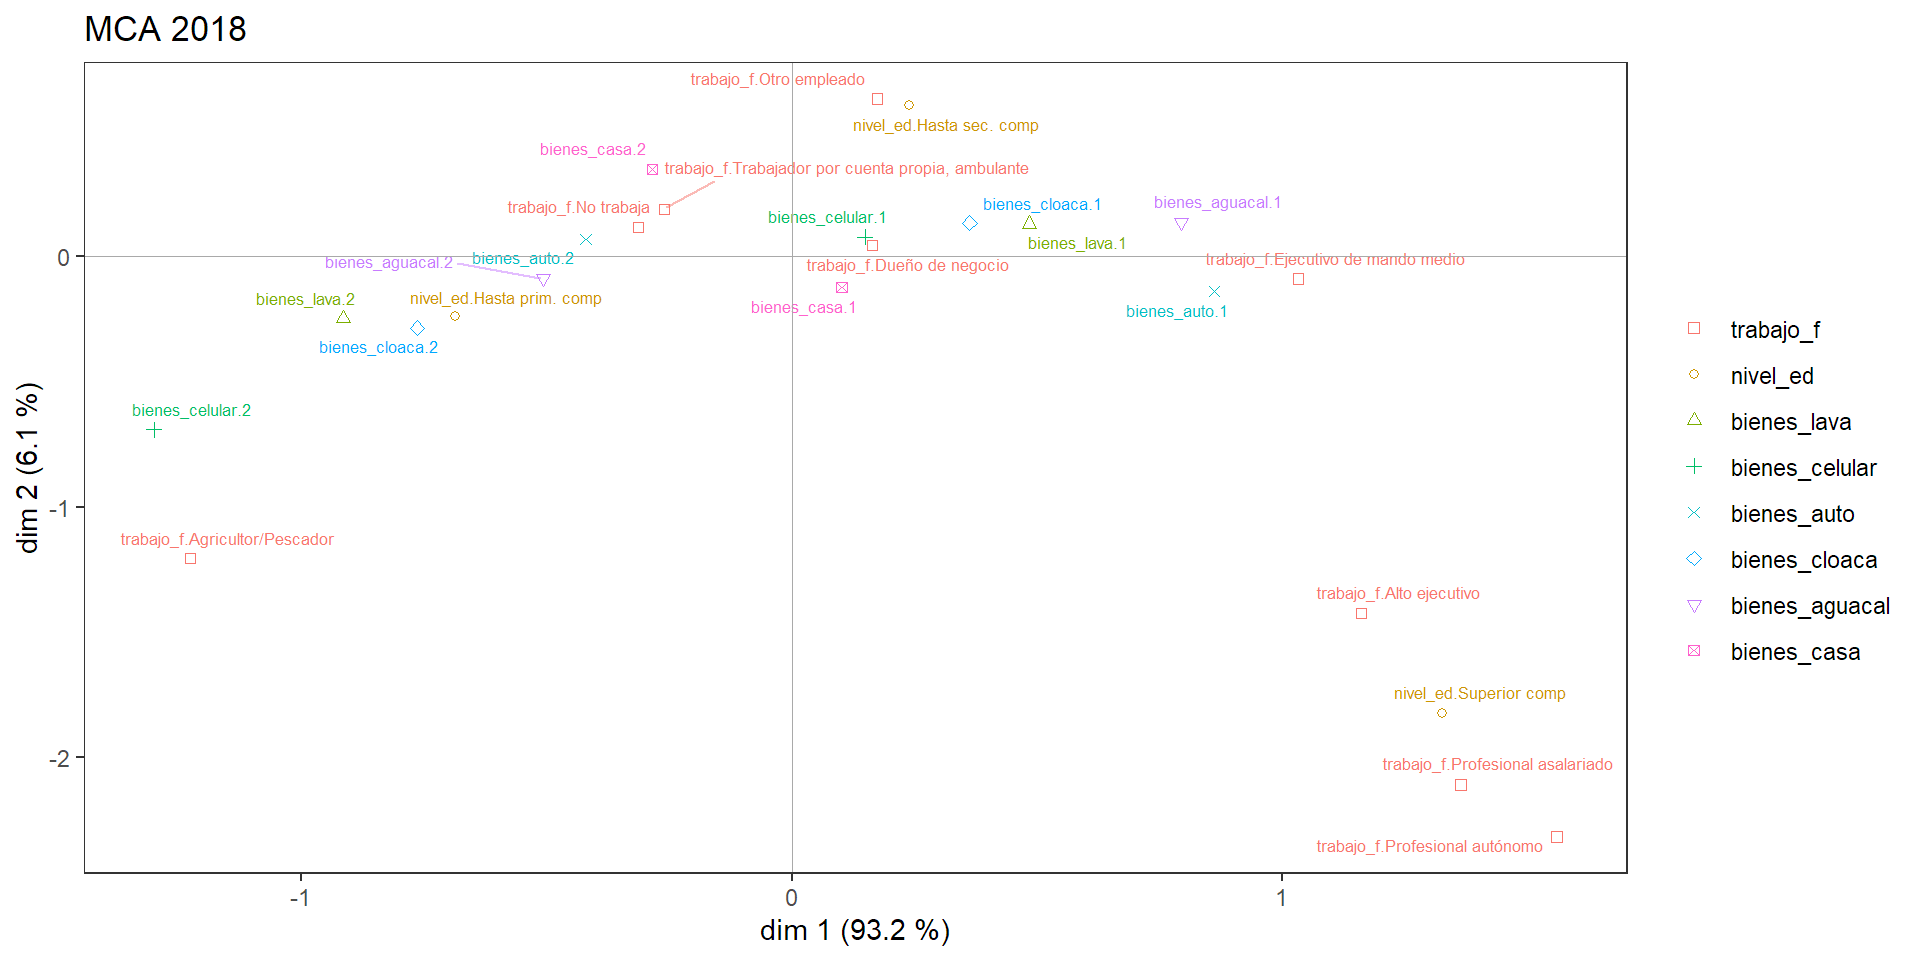 MCA 2018
trabajo_f.Otro empleado
nivel_ed.Hasta sec. comp
bienes_casa.2
trabajo_f.Trabajador por cuenta propia, ambulante
trabajo_f.No trabaja
bienes_celular.1
bienes_cloaca.1
bienes_aguacal.1
bienes_lava.1
bienes_aguacal.2
bienes_auto.2
trabajo_f.Dueño de negocio
trabajo_f.Ejecutivo de mando medio
bienes_lava.2
nivel_ed.Hasta prim. comp
bienes_casa.1
bienes_auto.1
bienes_cloaca.2
bienes_celular.2
trabajo_f.Agricultor/Pescador
trabajo_f.Alto ejecutivo
nivel_ed.Superior comp
trabajo_f.Profesional asalariado
trabajo_f.Profesional autónomo
0
-1
-2
dim 2 (6.1 %)
-1
0
1
dim 1 (93.2 %)
trabajo_f
nivel_ed
bienes_lava
bienes_celular
bienes_auto
bienes_cloaca
bienes_aguacal
bienes_casa